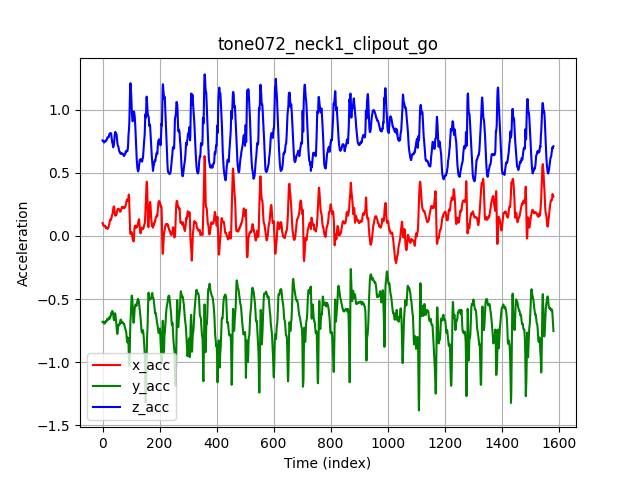 tone072_neck1_clipout_go
Acceleration
1.0
0.5
0.0
−0.5
−1.0
−1.5
x_acc
y_acc
z_acc
0 200 400 600 800 1000 1200 1400 1600
Time (index)